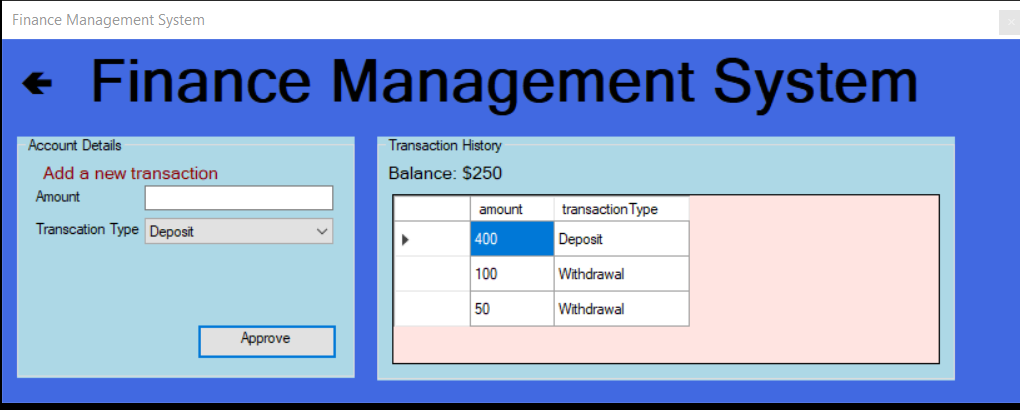 Finance Management System
Finance Management System
Account Details
Add a new transaction
Amount
Transcation Type Deposit
Approve
Transaction History
Balance: $250
amount transactionType
400 Deposit
100 Withdrawal
50 Withdrawal